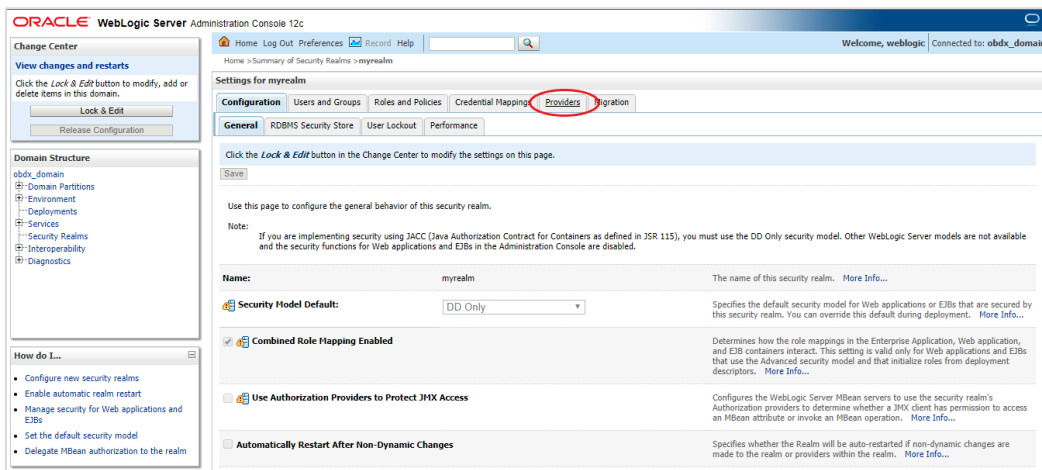 ORACLE WebLogic Server Administration Console 12c
Change Center
View changes and restarts
Click the Lock & Edit button to modify, add or
delete items in this domain.
Lock & Edit
Release Configuration
Domain Structure
obdx_domain
Domain Partitions
Environment
Deployments
Services
Security Realms
Interoperability
Diagnostics
How do I...
Configure new security realms
Enable automatic realm restart
Manage security for Web applications and
EJBs
Set the default security model
Delegate MBean authorization to the realm
Home Log Out Preferences Record Help
Welcome, weblogic Connected to: obdx_domain
Home >Summary of Security Realms >myrealm
Settings for myrealm
Configuration Users and Groups Roles and Policies Credential Mappings Providers Migration
General RDBMS Security Store User Lockout Performance
Click the Lock & Edit button in the Change Center to modify the settings on this page.
Save
Use this page to configure the general behavior of this security realm.
Note:
If you are implementing security using JACC (Java Authorization Contract for Containers as defined in JSR 115), you must use the DD Only security model. Other WebLogic Server models are not available
and the security functions for Web applications and EJBs in the Administration Console are disabled.
Name: myrealm The name of this security realm. More Info...
Security Model Default: DD Only Specifies the default security model for Web applications or EJBs that are secured by
this security realm. You can override this default during deployment. More Info...
Combined Role Mapping Enabled Determines how the role mappings in the Enterprise Application, Web application,
and EJB containers interact. This setting is valid only for Web applications and EJBs
that use the Advanced security model and that initialize roles from deployment
descriptors. More Info...
Use Authorization Providers to Protect JMX Access Configures the WebLogic Server MBean servers to use the security realm's
Authorization providers to determine whether a JMX client has permission to access
an MBean attribute or invoke an MBean operation. More Info...
Automatically Restart After Non-Dynamic Changes Specifies whether the Realm will be auto-restarted if non-dynamic changes are
made to the realm or providers within the realm. More Info...